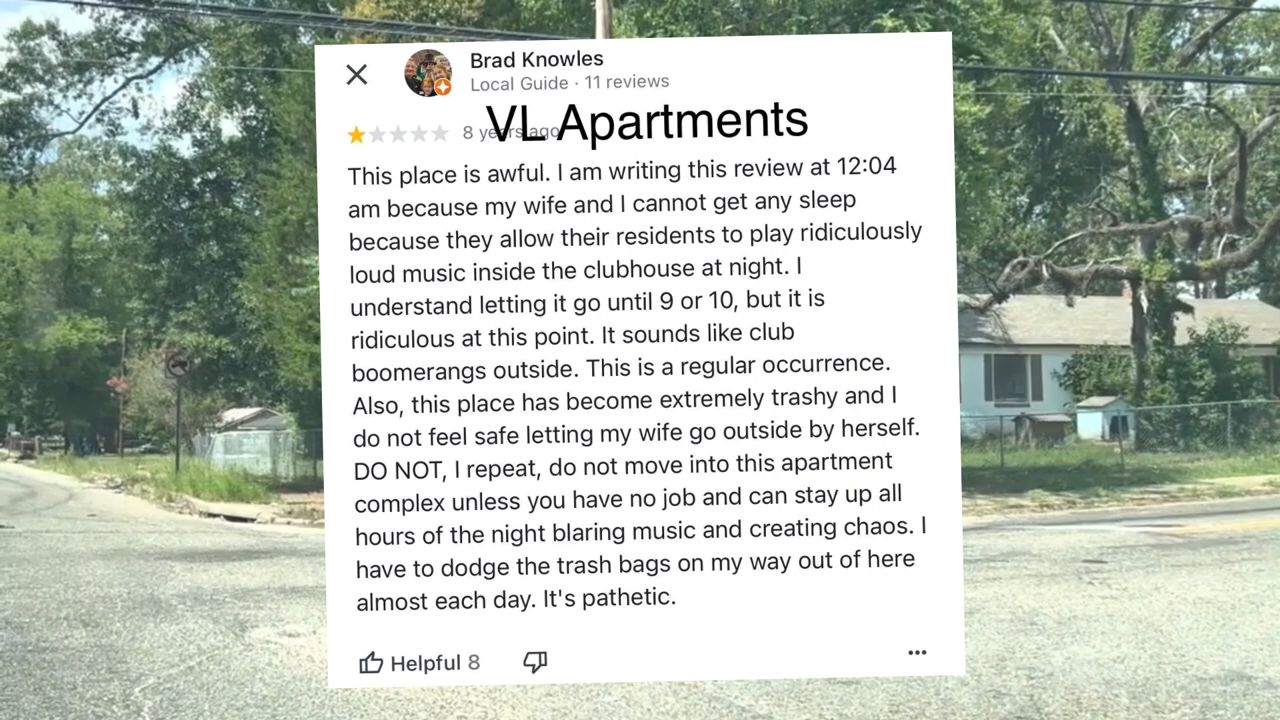 Brad Knowles
Local Guide · 11 reviews
VL Apartments
8 years ago
This place is awful. I am writing this review at 12:04
am because my wife and I cannot get any sleep
because they allow their residents to play ridiculously
loud music inside the clubhouse at night. I
understand letting it go until 9 or 10, but it is
ridiculous at this point. It sounds like club
boomerangs outside. This is a regular occurrence.
Also, this place has become extremely trashy and I
do not feel safe letting my wife go outside by herself.
DO NOT, I repeat, do not move into this apartment
complex unless you have no job and can stay up all
hours of the night blaring music and creating chaos. I
have to dodge the trash bags on my way out of here
almost each day. It's pathetic.
Helpful 8